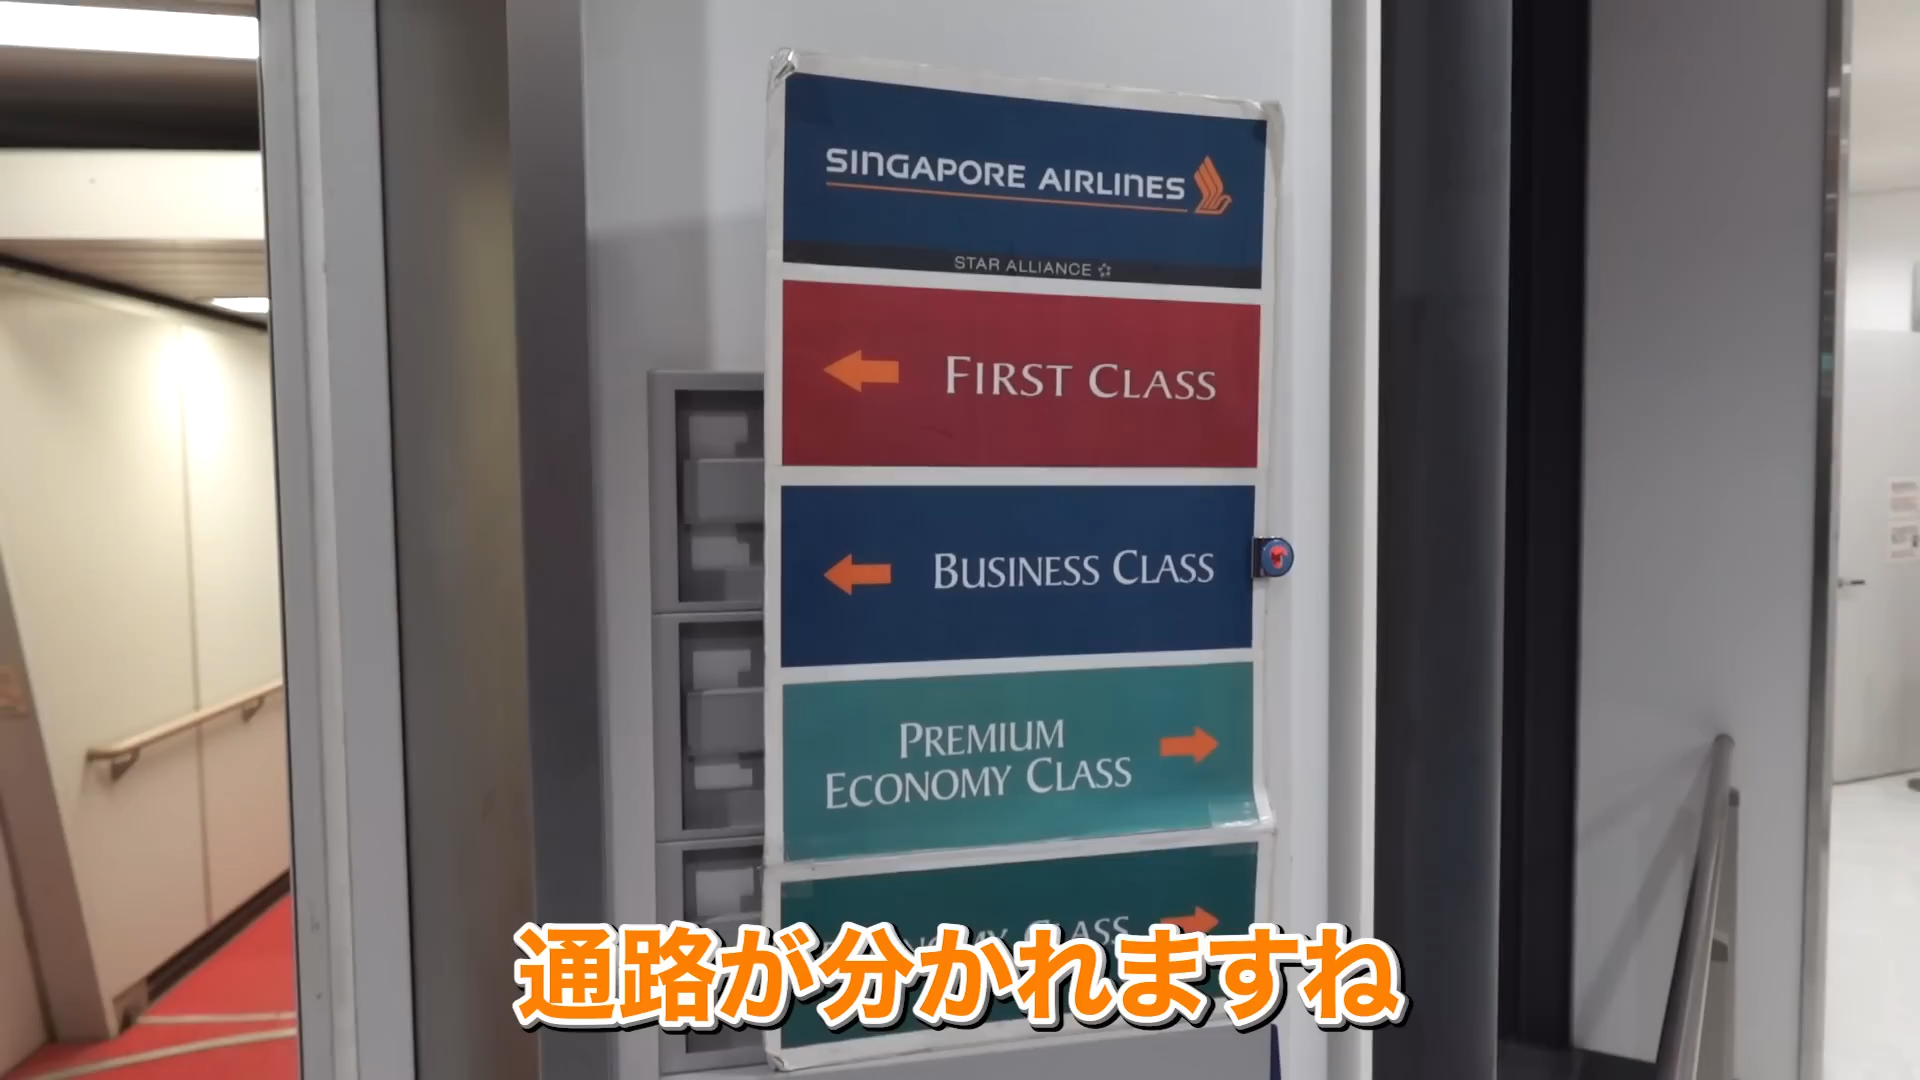 SINGAPORE AIRLINES
STAR ALLIANCE
FIRST CLASS
BUSINESS CLASS
PREMIUM
ECONOMY CLASS
CLASS
通路が分かれますね